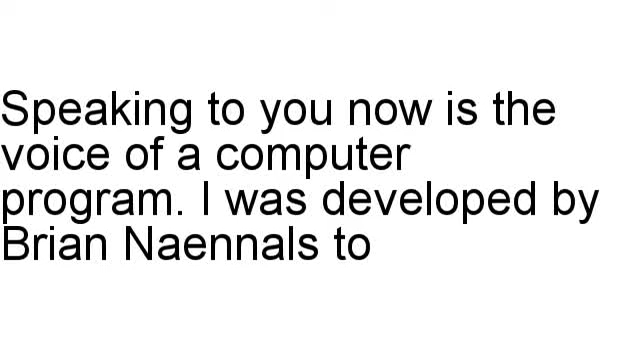 Speaking to you now is the
voice of a computer
program. I was developed by
Brian Naennals to